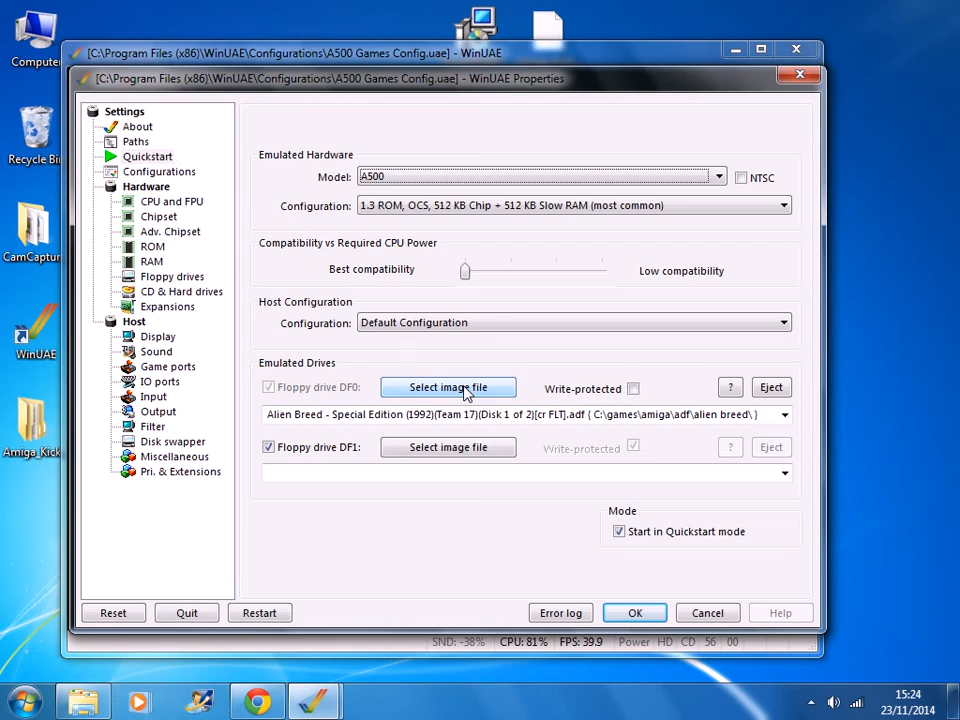 Computer
Recycle Bin
CamCaptur
WinUAE
Amiga_Kick
[C:\Program Files (x86)\WinUAE\Configurations\A500 Games Config.uae] - WinUAE
[C:\Program Files (x86)\WinUAE\Configurations\A500 Games Config.uae] - WinUAE Properties
Settings
About
Paths
Quickstart
Configurations
Hardware
CPU and FPU
Chipset
Adv. Chipset
ROM
RAM
Floppy drives
CD & Hard drives
Expansions
Host
Display
Sound
Game ports
IO ports
Input
Output
Filter
Disk swapper
Miscellaneous
Pri. & Extensions
Emulated Hardware
Model: A500 NTSC
Configuration: 1.3 ROM, OCS, 512 KB Chip + 512 KB Slow RAM (most common)
Compatibility vs Required CPU Power
Best compatibility Low compatibility
Host Configuration
Configuration: Default Configuration
Emulated Drives
Floppy drive DF0: Select image file Write-protected ? Eject
Alien Breed - Special Edition (1992)(Team 17)(Disk 1 of 2)[cr FLT].adf { C:\games\amiga\adf\alien breed\ }
Floppy drive DF1: Select image file Write-protected ? Eject
Mode
Start in Quickstart mode
Reset Quit Restart Error log OK Cancel Help
SND: -38% CPU: 81% FPS: 39.9 Power HD CD 56 00
15:24
23/11/2014